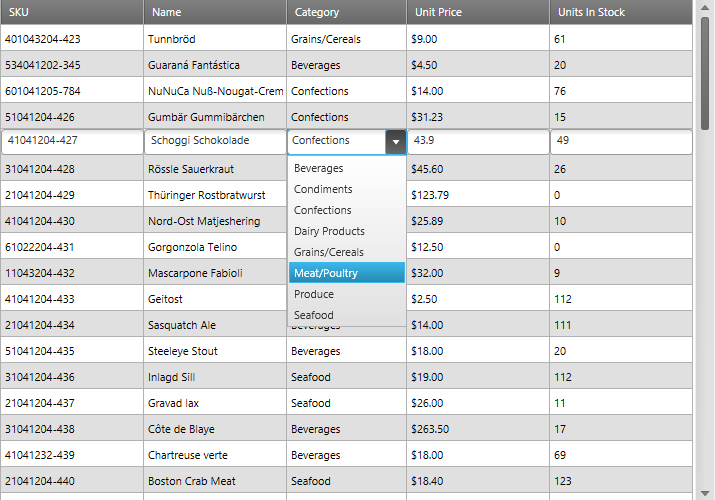 SKU Name Category Unit Price Units In Stock
401043204-423 Tunnbröd Grains/Cereals $9.00 61
534041202-345 Guaraná Fantástica Beverages $4.50 20
601041205-784 NuNuCa Nuß-Nougat-Crem Confections $14.00 76
51041204-426 Gumbär Gummibärchen Confections $31.23 15
41041204-427 Schoggi Schokolade Confections 43.9 49
31041204-428 Rössle Sauerkraut Beverages $45.60 26
21041204-429 Thüringer Rostbratwurst Condiments $123.79 0
41041204-430 Nord-Ost Matjeshering Confections $25.89 10
Dairy Products
61022204-431 Gorgonzola Telino Grains/Cereals $12.50 0
11043204-432 Mascarpone Fabioli Meat/Poultry $32.00 9
41041204-433 Geitost Produce $2.50 112
Seafood
21041204-434 Sasquatch Ale Beverages $14.00 111
51041204-435 Steeleye Stout Beverages $18.00 20
31041204-436 Inlagd Sill Seafood $19.00 112
21041204-437 Gravad lax Seafood $26.00 11
31041204-438 Côte de Blaye Beverages $263.50 17
41041232-439 Chartreuse verte Beverages $18.00 69
21041204-440 Boston Crab Meat Seafood $18.40 123